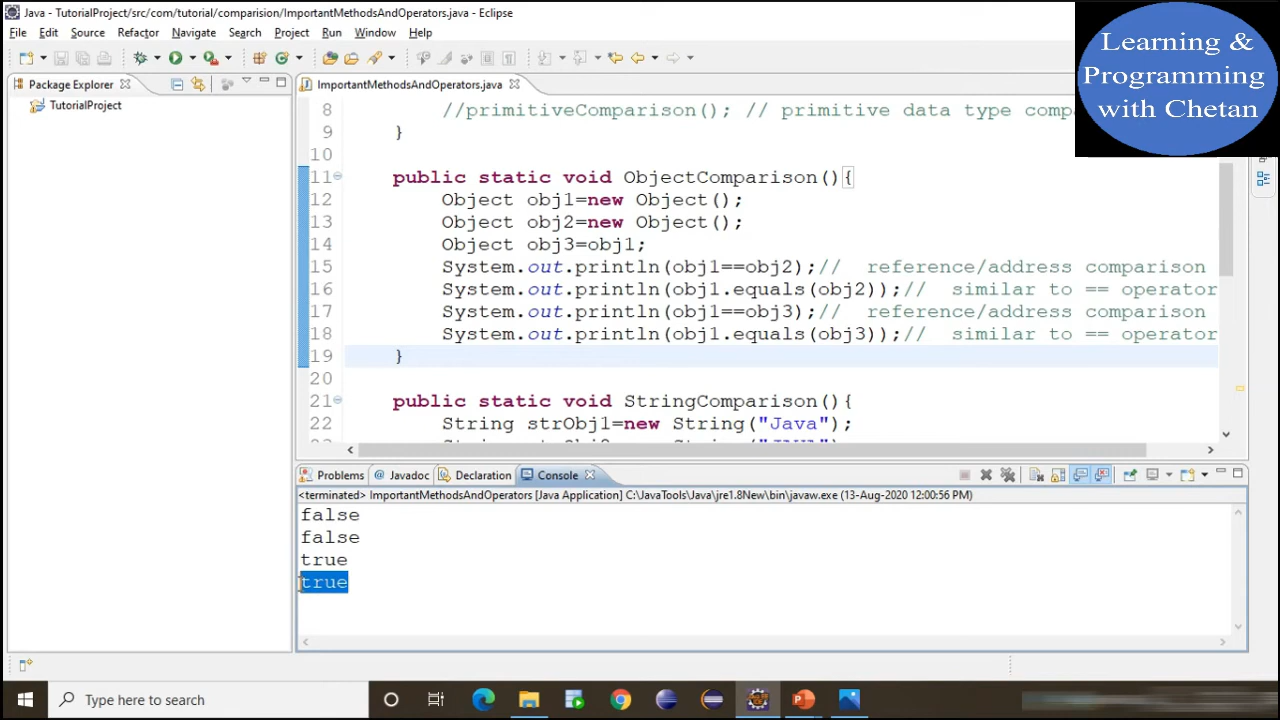 Java - TutorialProject/src/com/tutorial/comparision/ImportantMethodsAndOperators.java - Eclipse
File Edit Source Refactor Navigate Search Project Run Window Help
Learning &
Programming
with Chetan
Package Explorer
TutorialProject
ImportantMethodsAndOperators.java
8 //primitiveComparison(); // primitive data type comp
9 }
10
11 public static void ObjectComparison(){
12 Object obj1=new Object();
13 Object obj2=new Object();
14 Object obj3=obj1;
15 System.out.println(obj1==obj2);// reference/address comparison
16 System.out.println(obj1.equals(obj2));// similar to == operator
17 System.out.println(obj1==obj3);// reference/address comparison
18 System.out.println(obj1.equals(obj3));// similar to == operator
19 }
20
21 public static void StringComparison(){
22 String strObj1=new String("Java");
Problems Javadoc Declaration Console
<terminated> ImportantMethodsAndOperators [Java Application] C:\JavaTools\Java\jre1.8New\bin\javaw.exe (13-Aug-2020 12:00:56 PM)
false
false
true
true
Type here to search